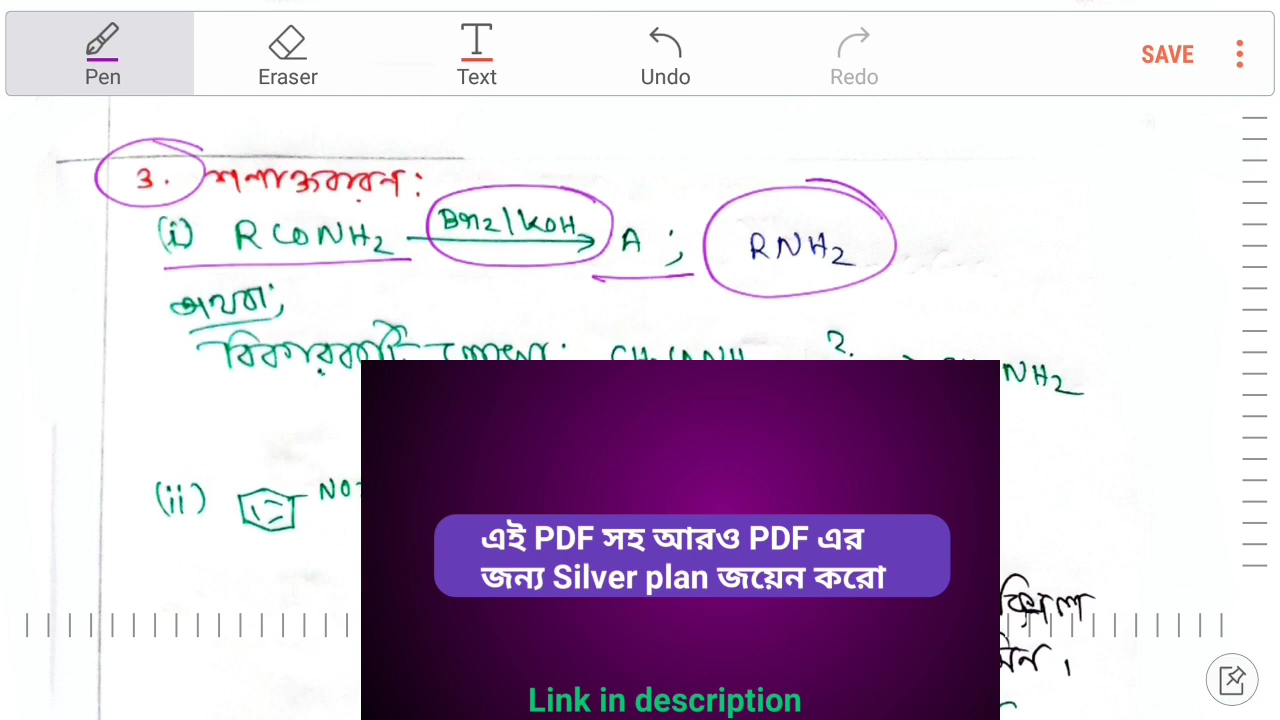 Pen
Eraser
Text
Undo
Redo
SAVE
3. শনাক্তকরণ:
(i) RCONH2 Br2/KOH A ; RNH2
অথবা;
বিকারকটি লেখো: ?
NH2
(ii) NO
এই PDF সহ আরও PDF এর
জন্য Silver plan জয়েন করো
মিন।
Link in description